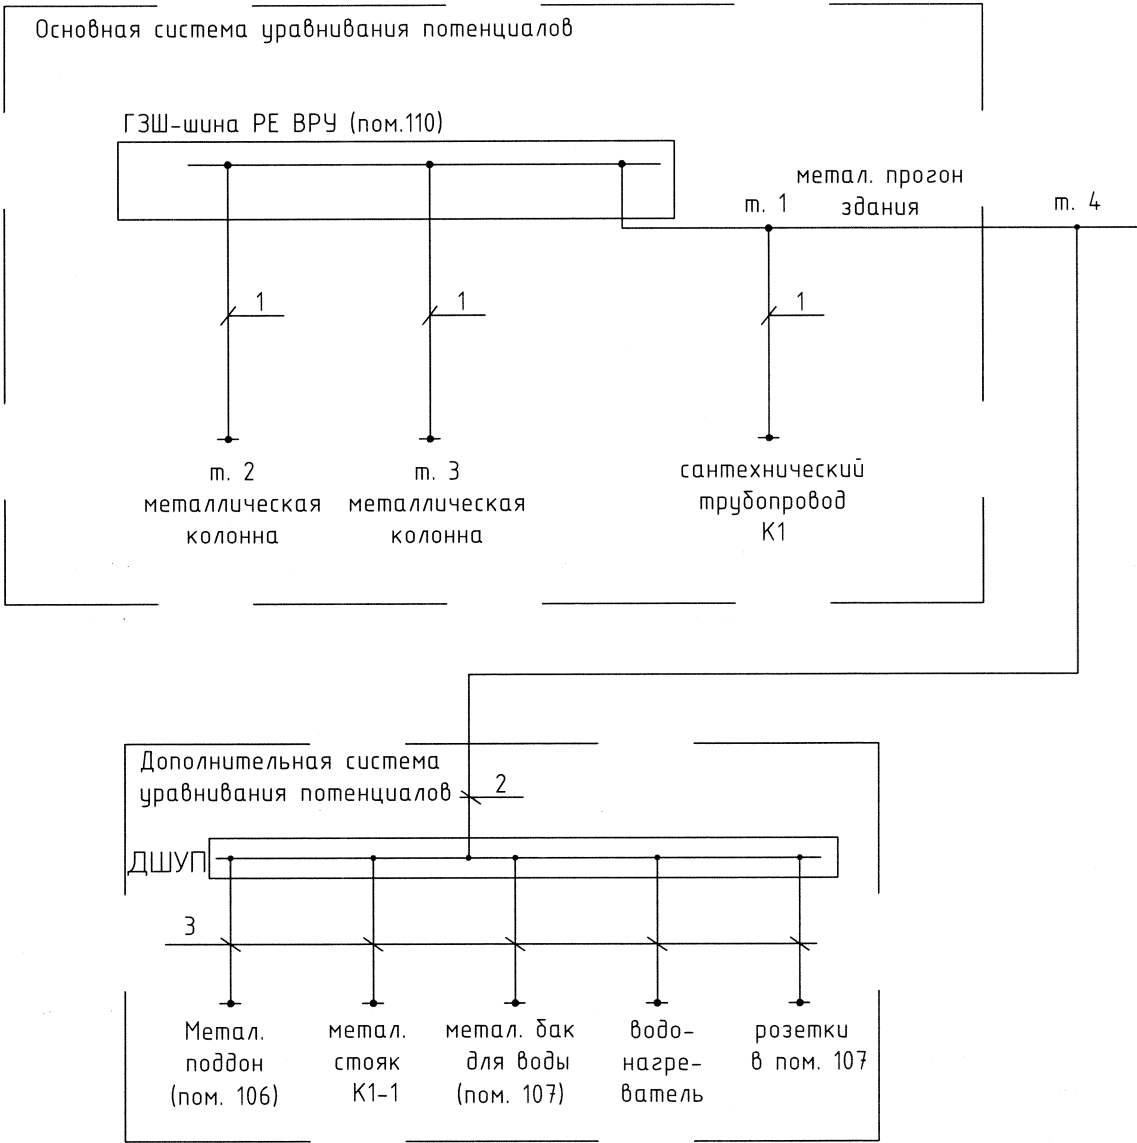 Основная система уравнивания потенциалов
ГЗШ-шина РЕ ВРУ (пом.110)
метал. прогон
здания
т. 1
т. 4
1
1
1
т. 2
металлическая
колонна
т. 3
металлическая
колонна
сантехнический
трубопровод
К1
Дополнительная система
уравнивания потенциалов
2
ДШУП
3
Метал.
поддон
(пом. 106)
метал.
стояк
К1-1
метал. бак
для воды
(пом. 107)
водо-
нагре-
ватель
розетки
в пом. 107